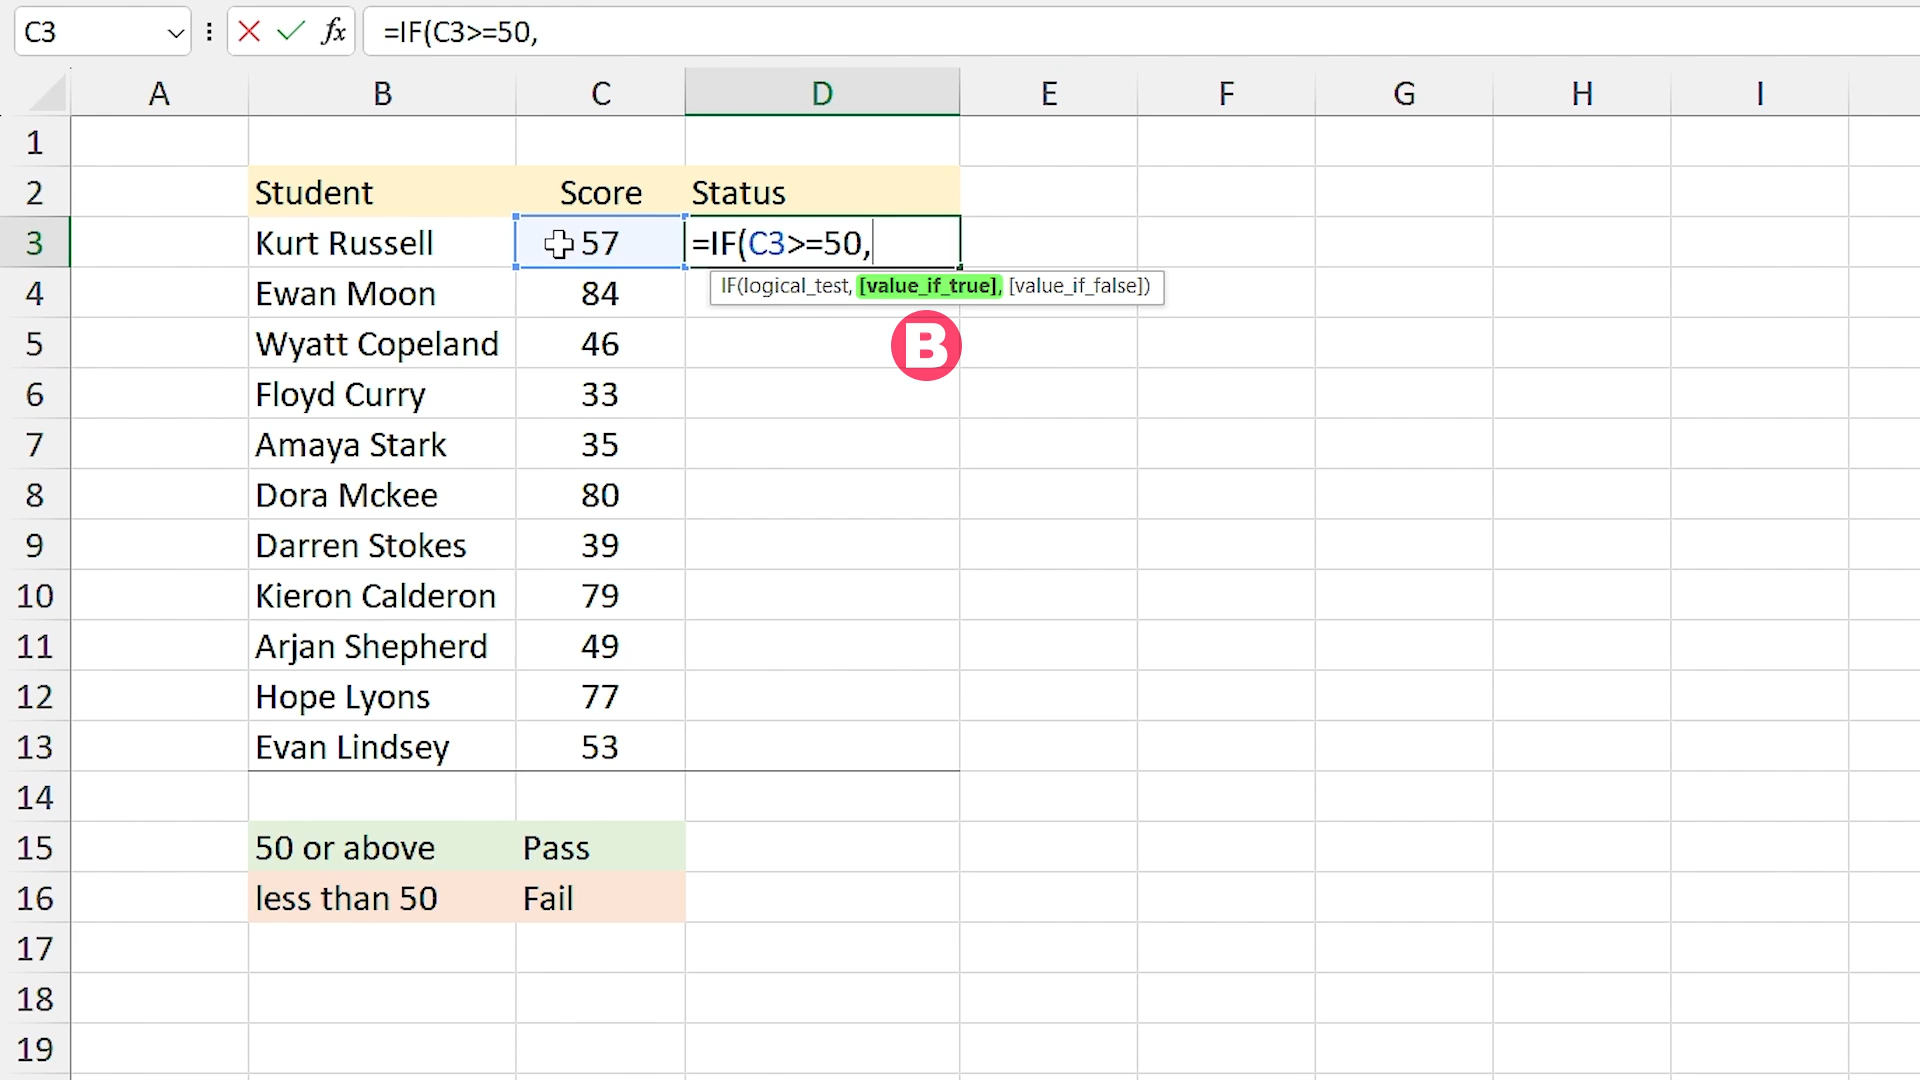 C3 fx =IF(C3>=50,
A B C D E F G H I
1
2 Student Score Status
3 Kurt Russell 57 =IF(C3>=50,
IF(logical_test, [value_if_true], [value_if_false])
4 Ewan Moon 84
B
5 Wyatt Copeland 46
6 Floyd Curry 33
7 Amaya Stark 35
8 Dora Mckee 80
9 Darren Stokes 39
10 Kieron Calderon 79
11 Arjan Shepherd 49
12 Hope Lyons 77
13 Evan Lindsey 53
14
15 50 or above Pass
16 less than 50 Fail
17
18
19